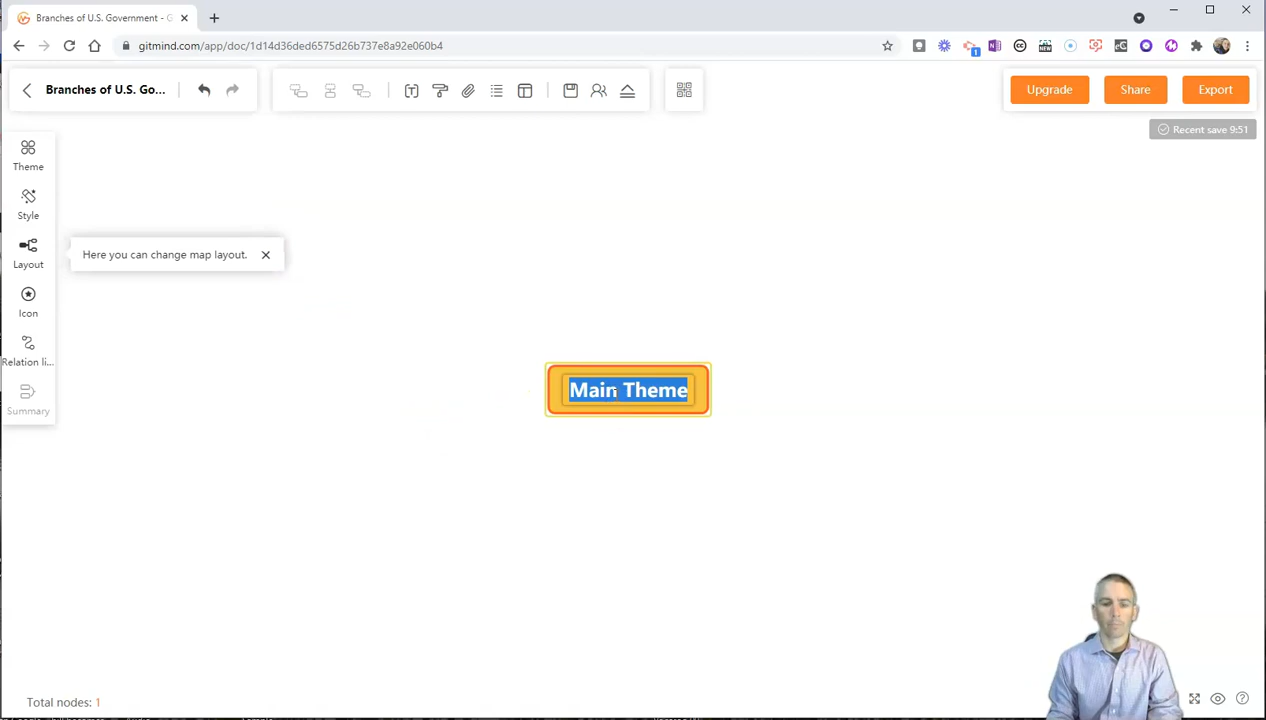 Branches of U.S. Government - G
gitmind.com/app/doc/1d14d36ded6575d26b737e8a92e060b4
1
Branches of U.S. Go...
Upgrade
Share
Export
Recent save 9:51
Theme
Style
Layout
Here you can change map layout.
Icon
Relation li...
Summary
Main Theme
Total nodes: 1